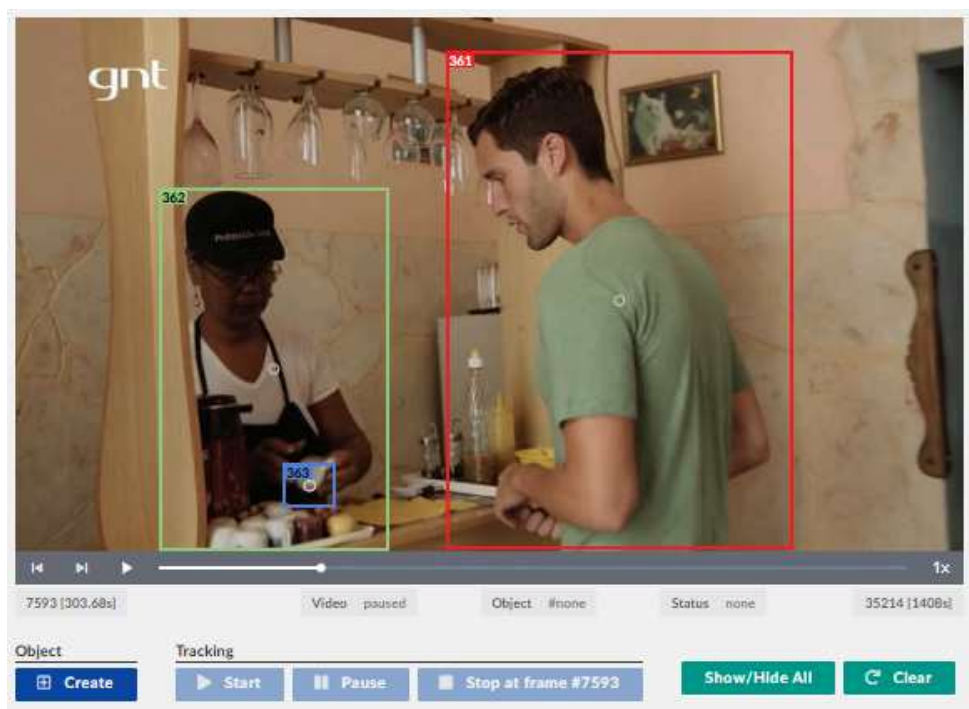 gnt
361
362
363
1x
7593 [303.68s]
Video paused
Object #none
Status none
35214 [1408s]
Object
Tracking
Create
Start
Pause
Stop at frame #7593
Show/Hide All
Clear